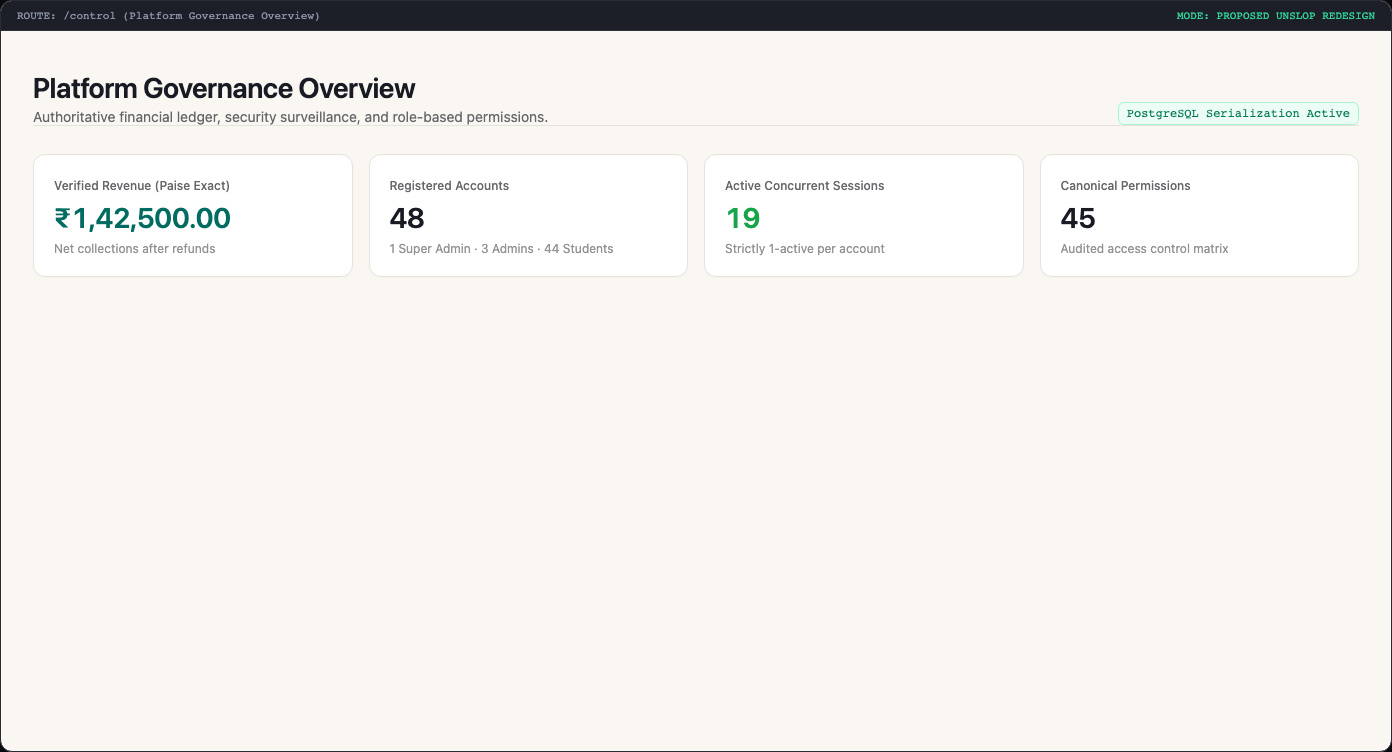 ROUTE: /control (Platform Governance Overview)
MODE: PROPOSED UNSLOP REDESIGN
Platform Governance Overview
Authoritative financial ledger, security surveillance, and role-based permissions.
PostgreSQL Serialization Active
Verified Revenue (Paise Exact)
₹1,42,500.00
Net collections after refunds
Registered Accounts
48
1 Super Admin · 3 Admins · 44 Students
Active Concurrent Sessions
19
Strictly 1-active per account
Canonical Permissions
45
Audited access control matrix